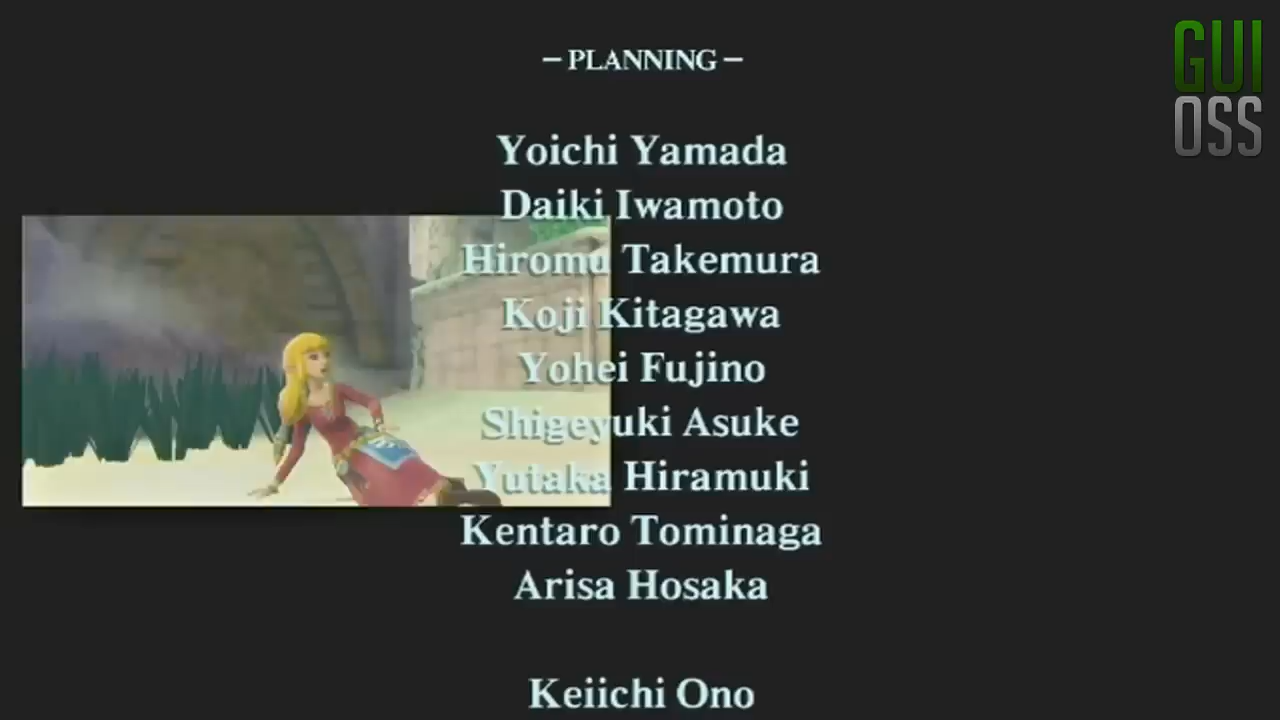 – PLANNING –
Yoichi Yamada
Daiki Iwamoto
Hiromu Takemura
Koji Kitagawa
Yohei Fujino
Shigeyuki Asuke
Yutaka Hiramuki
Kentaro Tominaga
Arisa Hosaka
Keiichi Ono
GUI
OSS